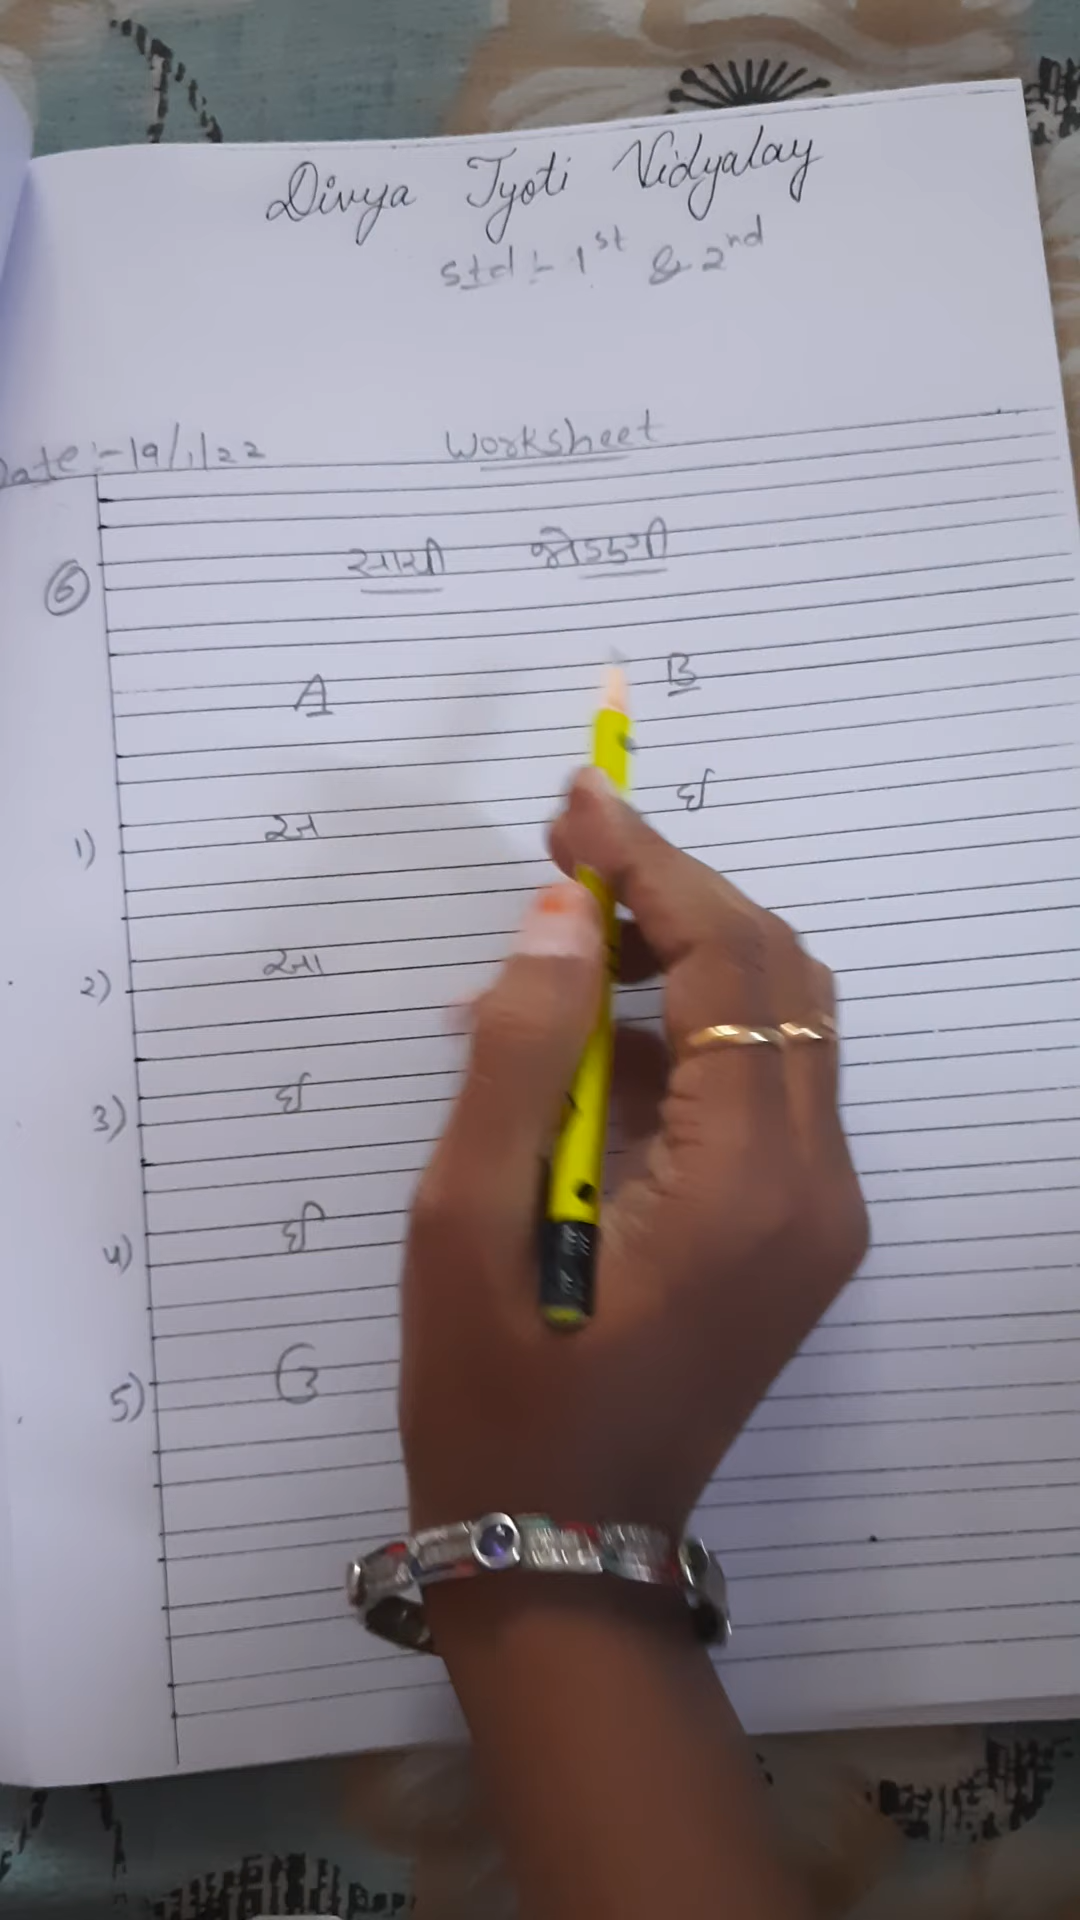 Divya Jyoti Vidyalay
Std:- 1st & 2nd
Date:-19/1/22 Worksheet
6 સાચી જોડણી
A B
1) અ ઇ
2) આ
3) ઇ
4) ઈ
5) ઉ